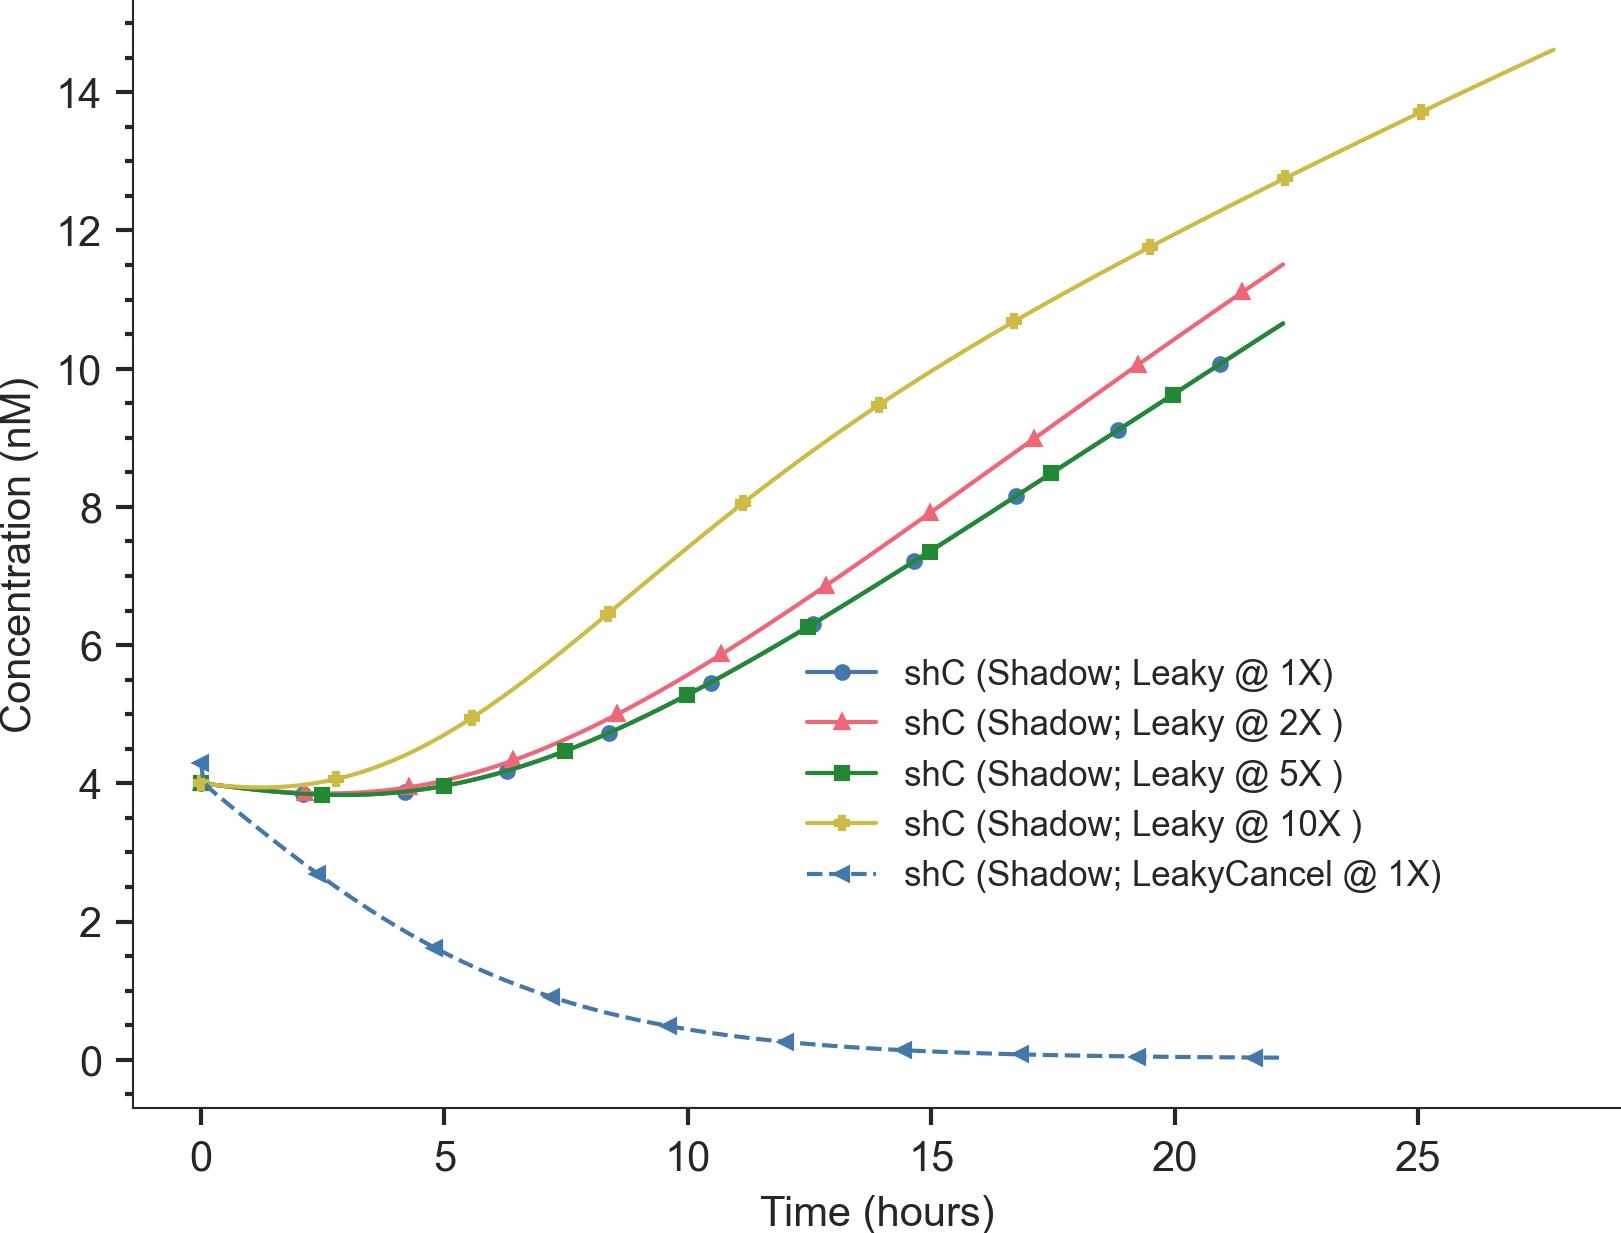 Concentration (nM)
14
12
10
8
6
4
2
0
shC (Shadow; Leaky @ 1X)
shC (Shadow; Leaky @ 2X )
shC (Shadow; Leaky @ 5X )
shC (Shadow; Leaky @ 10X )
shC (Shadow; LeakyCancel @ 1X)
0 5 10 15 20 25
Time (hours)